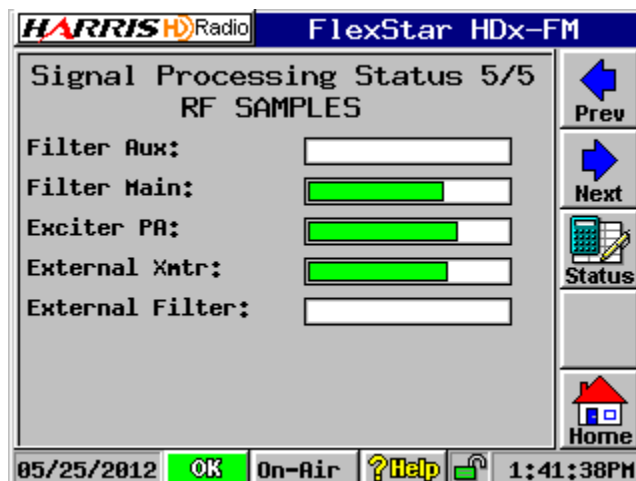 HARRIS HD Radio FlexStar HDx-FM
Signal Processing Status 5/5
RF SAMPLES
Filter Aux:
Filter Main:
Exciter PA:
External Xmtr:
External Filter:
Prev
Next
Status
Home
05/25/2012 OK On-Air ?Help 1:41:38PM